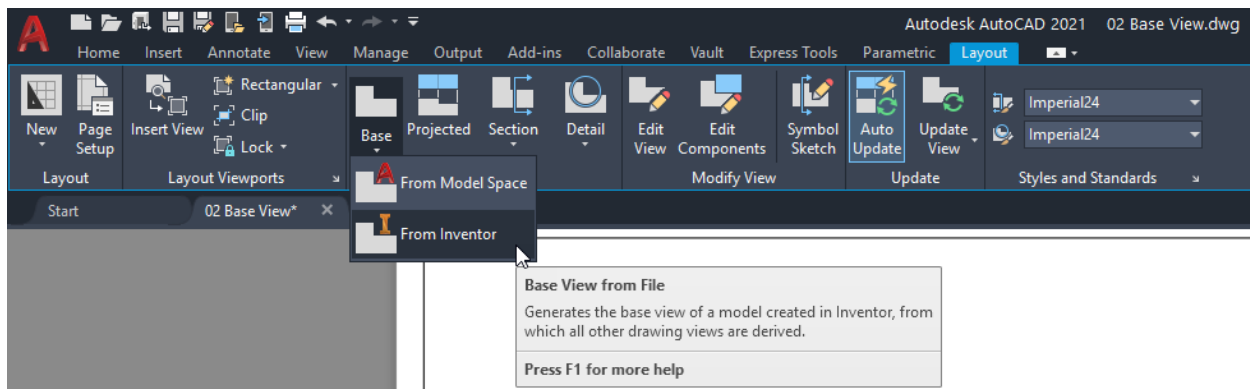 Autodesk AutoCAD 2021 02 Base View.dwg
Home Insert Annotate View Manage Output Add-ins Collaborate Vault Express Tools Parametric Layout
New
Page
Setup
Layout
Insert View
Rectangular
Clip
Lock
Layout Viewports
Base
Projected
Section
Detail
Edit
View
Edit
Components
Symbol
Sketch
Modify View
Auto
Update
Update
View
Update
Imperial24
Imperial24
Styles and Standards
From Model Space
From Inventor
Start
02 Base View*
Base View from File
Generates the base view of a model created in Inventor, from
which all other drawing views are derived.
Press F1 for more help